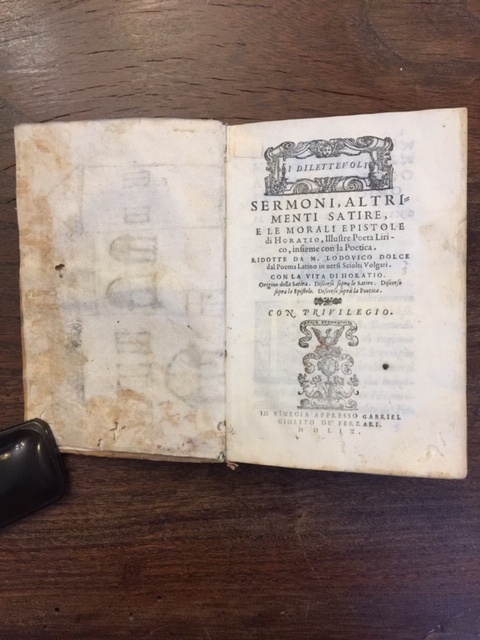 I DILETTEVOLI
SERMONI, ALTRI-
MENTI SATIRE,
E LE MORALI EPISTOLE
di HORATIO, Illustre Poeta Liri-
co, insieme con la Poetica.
RIDOTTE DA M. LODOVICO DOLCE
dal Poema Latino in versi Sciolti Volgari.
CON LA VITA DI HORATIO.
Origine della Satira. Discorso sopra le Satire. Discorso
sopra le Epistole. Discorso sopra la Poetica.
CON PRIVILEGIO.
IN VINEGIA APPRESSO GABRIEL
GIOLITO DE' FERRARI.
MDLIX.